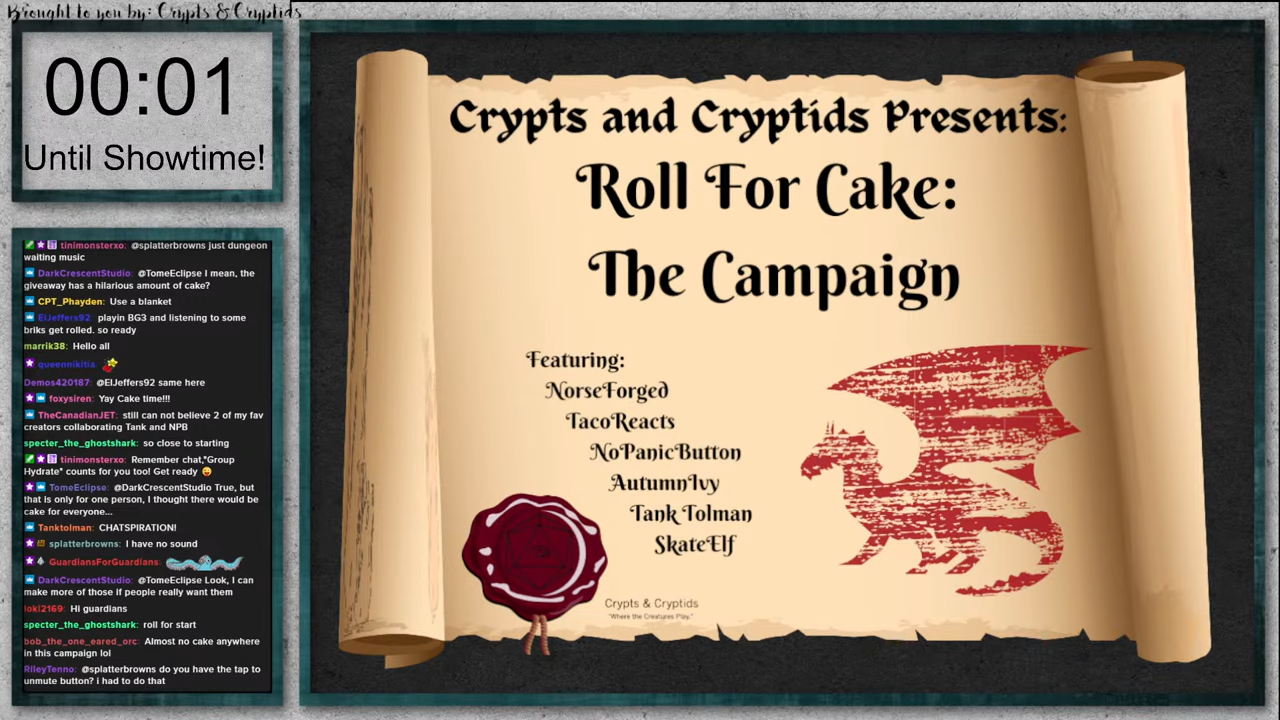 Brought to you by: Crypts & Cryptids
00:01
Until Showtime!
tinimonsterxo: @splatterbrowns just dungeon
waiting music
DarkCrescentStudio: @TomeEclipse I mean, the
giveaway has a hilarious amount of cake?
CPT_Phayden: Use a blanket
ElJeffers92: playin BG3 and listening to some
briks get rolled. so ready
marrik38: Hello all
queennikitia:
Demos420187: @ElJeffers92 same here
foxysiren: Yay Cake time!!!
TheCanadianJET: still can not believe 2 of my fav
creators collaborating Tank and NPB
specter_the_ghostshark: so close to starting
tinimonsterxo: Remember chat,"Group
Hydrate" counts for you too! Get ready
TomeEclipse: @DarkCrescentStudio True, but
that is only for one person, I thought there would be
cake for everyone...
Tanktolman: CHATSPIRATION!
splatterbrowns: I have no sound
GuardiansForGuardians:
DarkCrescentStudio: @TomeEclipse Look, I can
make more of those if people really want them
loki2169: Hi guardians
specter_the_ghostshark: roll for start
bob_the_one_eared_orc: Almost no cake anywhere
in this campaign lol
RileyTenno: @splatterbrowns do you have the tap to
unmute button? i had to do that
Crypts and Cryptids Presents:
Roll For Cake:
The Campaign
Featuring:
NorseForged
TacoReacts
NoPanicButton
AutumnIvy
Tank Tolman
SkateElf
Crypts & Cryptids
"Where the Creatures Play."